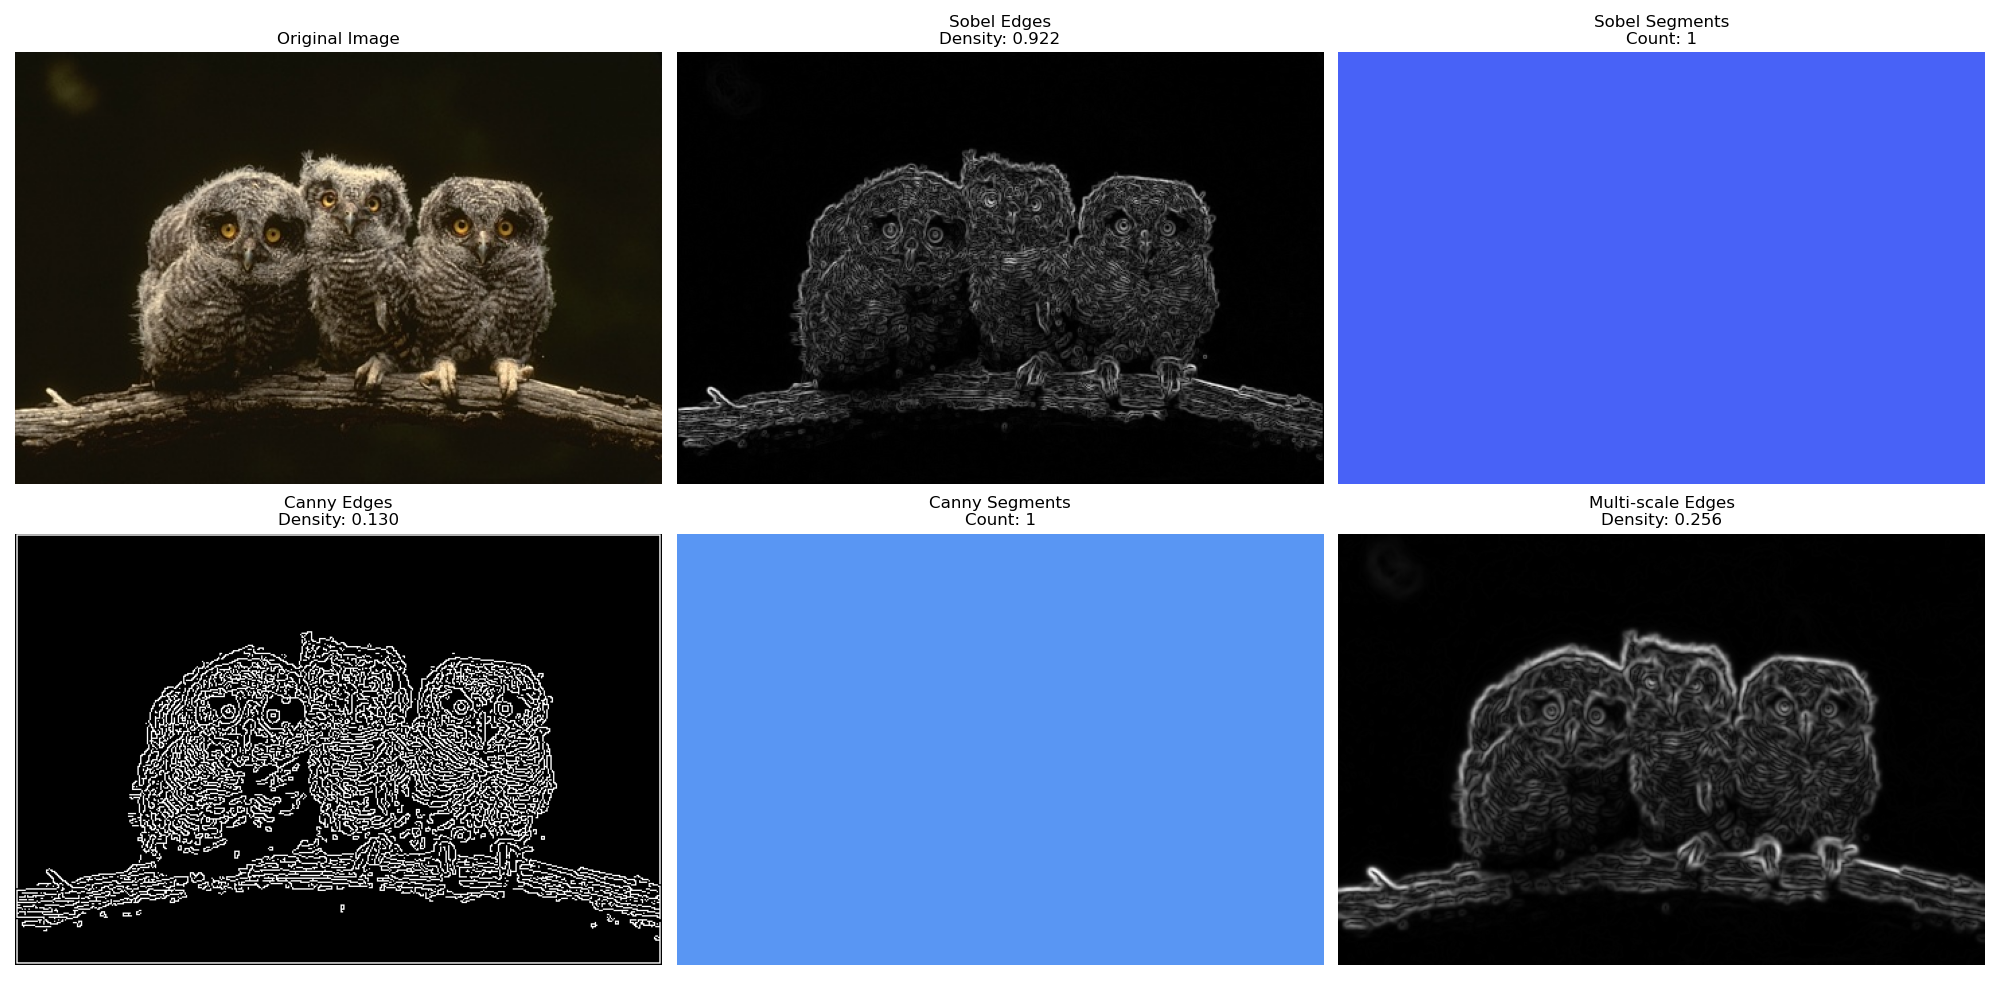 Original Image
Sobel Edges
Density: 0.922
Sobel Segments
Count: 1
Canny Edges
Density: 0.130
Canny Segments
Count: 1
Multi-scale Edges
Density: 0.256